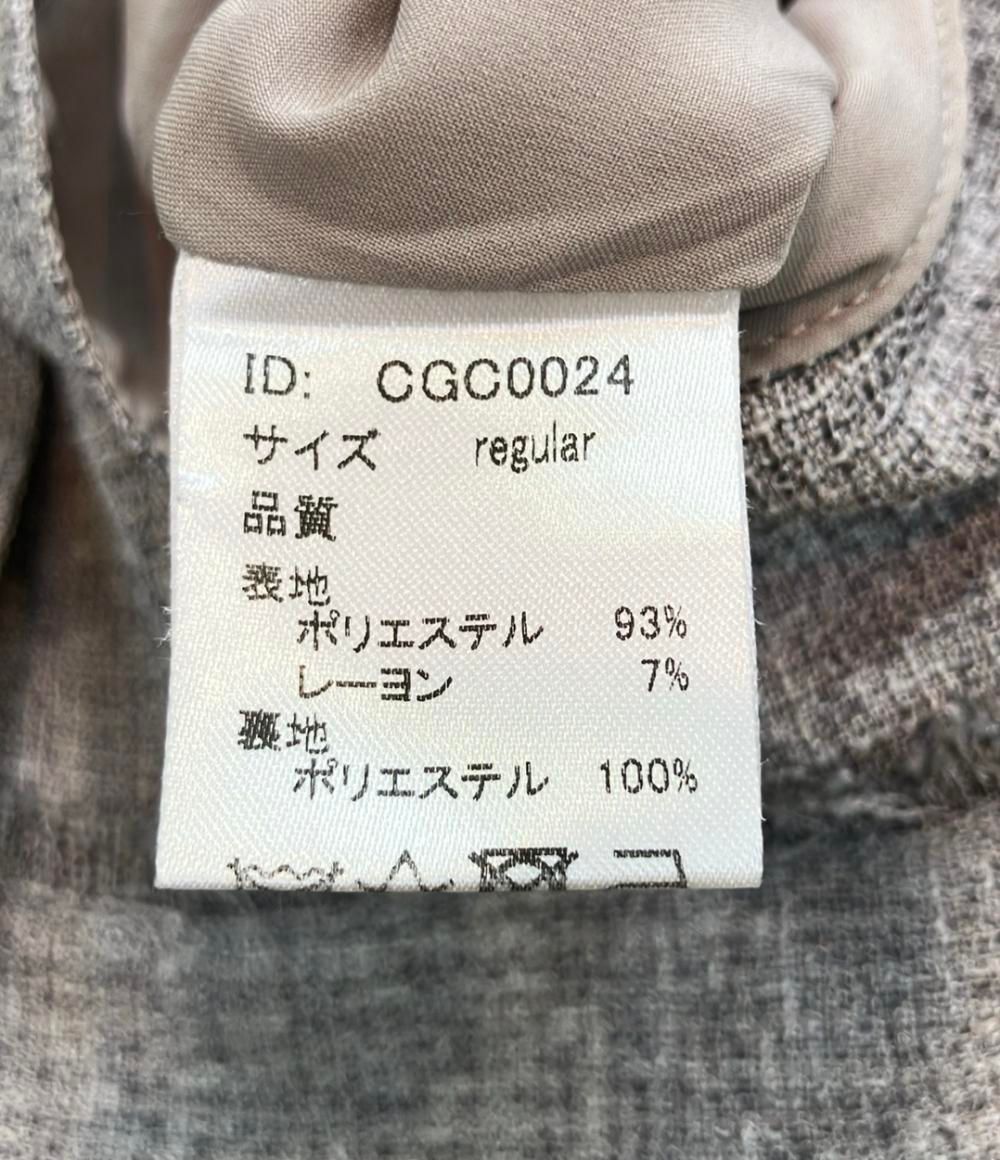 ID: CGC0024
サイズ regular
品質
表地
ポリエステル 93%
レーヨン 7%
裏地
ポリエステル 100%